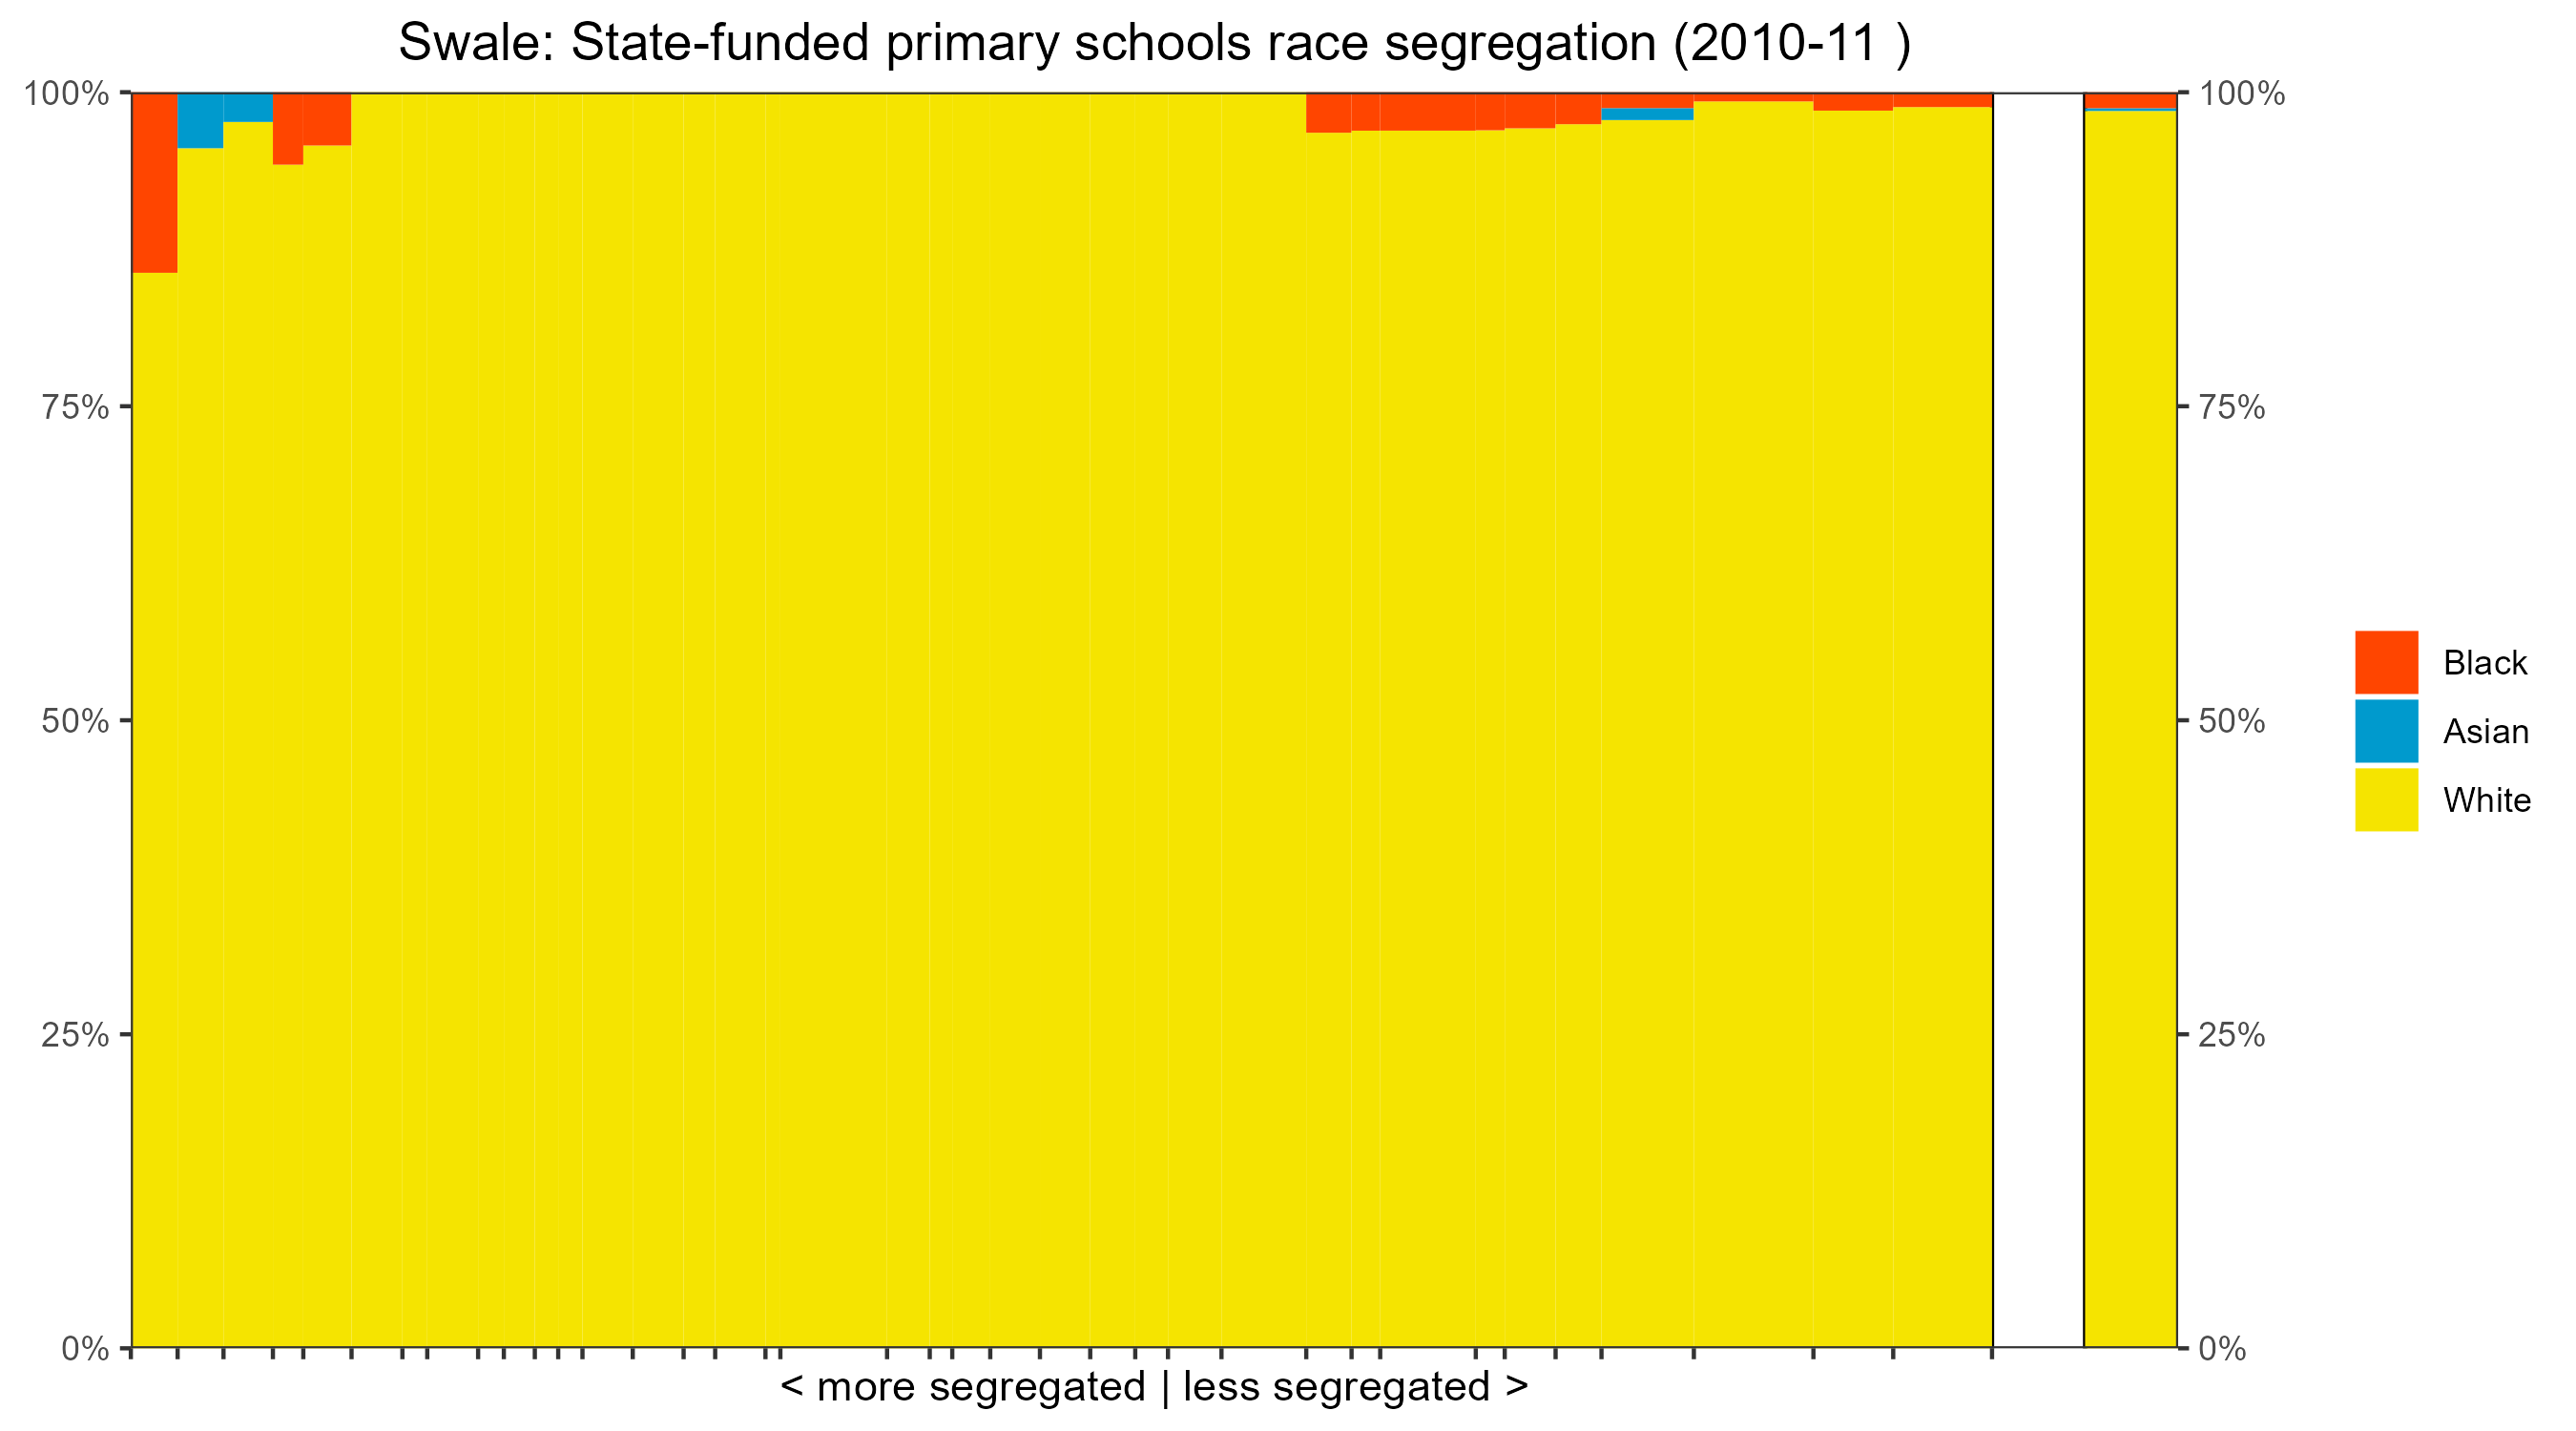 Swale: State-funded primary schools race segregation (2010-11 )
100%
75%
50%
25%
0%
100%
75%
50%
25%
0%
Black
Asian
White
< more segregated | less segregated >